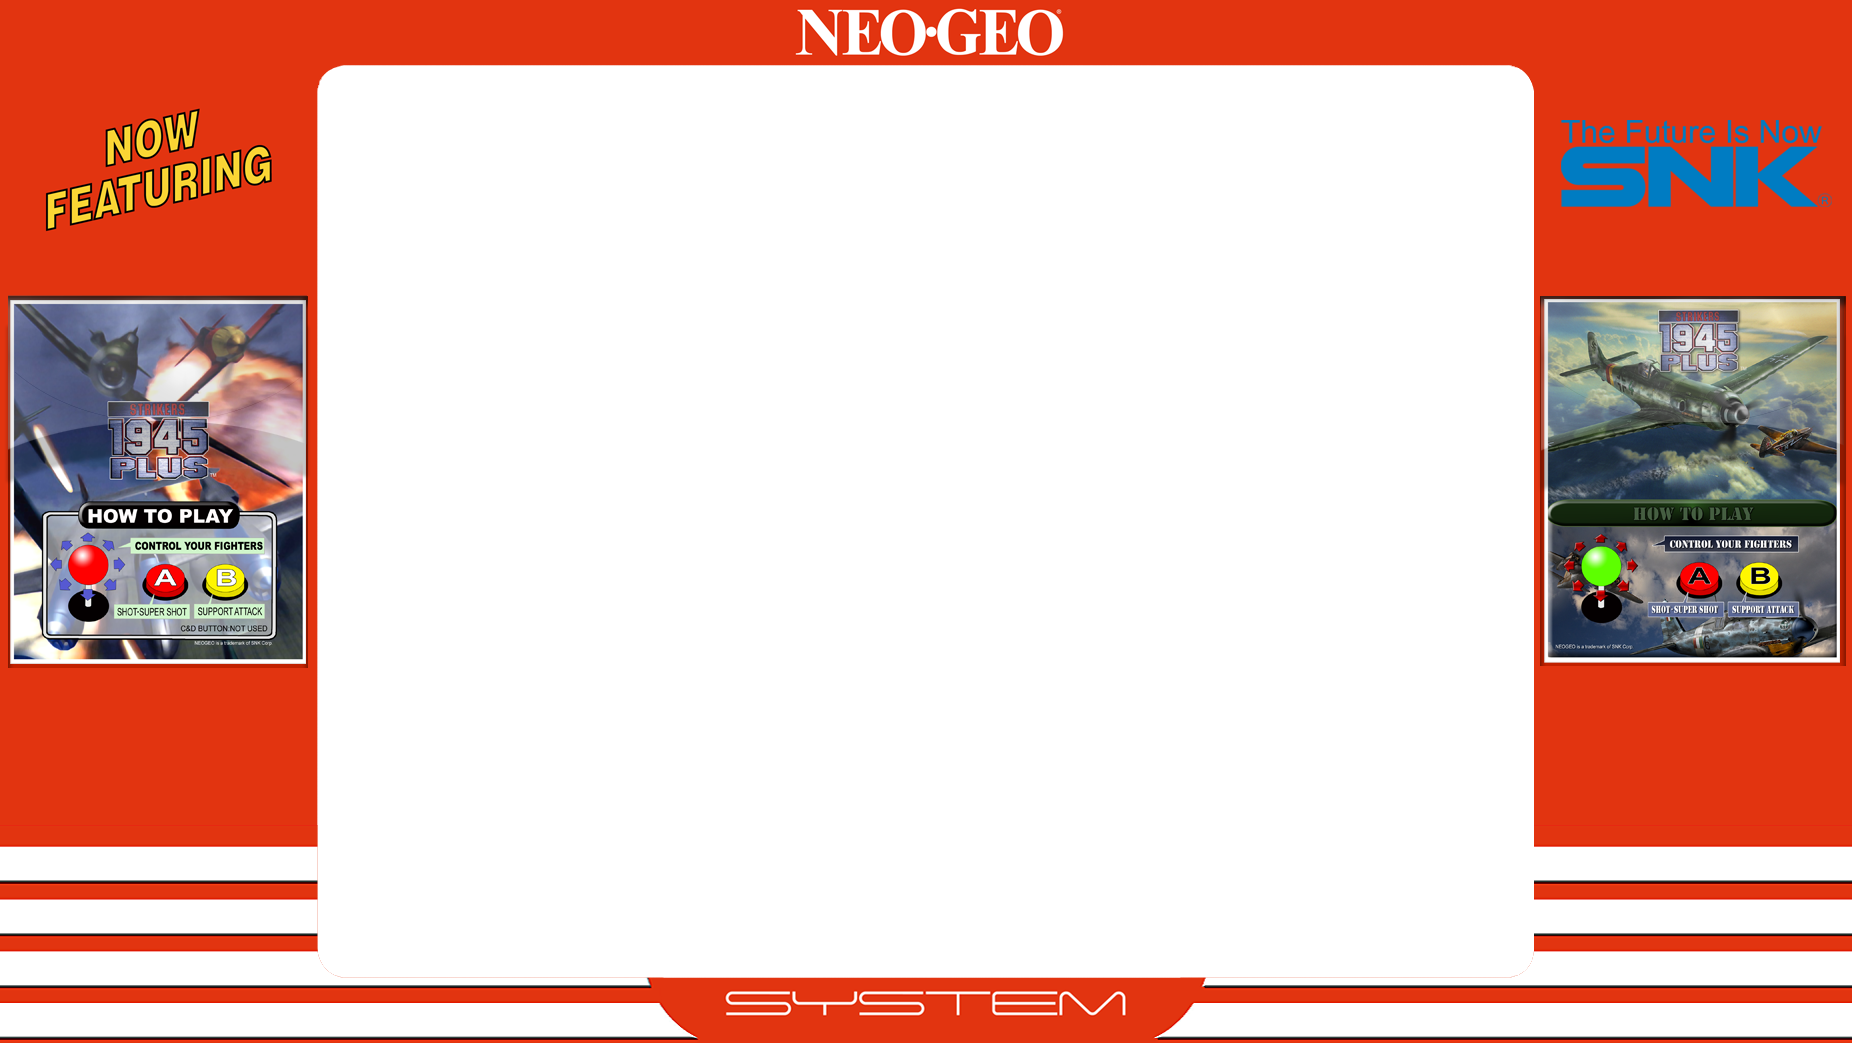 NEO•GEO®
NOW
FEATURING
The Future Is Now
SNK®
STRIKERS
1945
PLUS™
HOW TO PLAY
CONTROL YOUR FIGHTERS
A
B
SHOT-SUPER SHOT
SUPPORT ATTACK
C&D BUTTON:NOT USED
NEOGEO is a trademark of SNK Corp.
STRIKERS
1945
PLUS
HOW TO PLAY
CONTROL YOUR FIGHTERS
A
B
SHOT-SUPER SHOT
SUPPORT ATTACK
NEOGEO is a trademark of SNK Corp.
SYSTEM